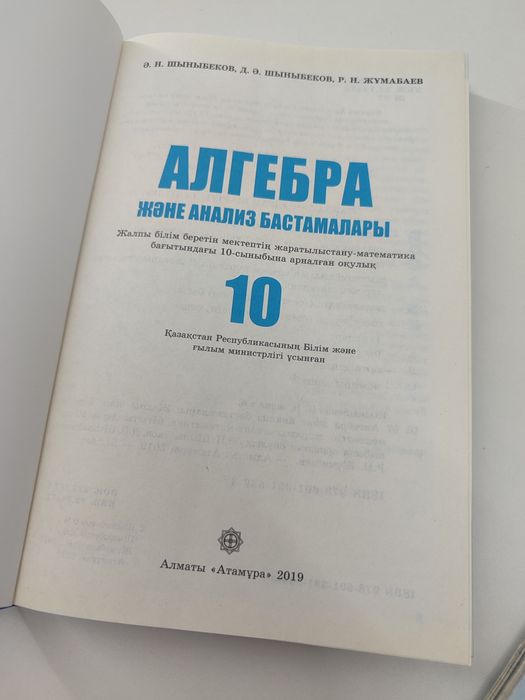 Ә. Н. ШЫНЫБЕКОВ, Д. Ә. ШЫНЫБЕКОВ, Р. Н. ЖҰМАБАЕВ
АЛГЕБРА
ЖӘНЕ АНАЛИЗ БАСТАМАЛАРЫ
Жалпы білім беретін мектептің жаратылыстану-математика
бағытындағы 10-сыныбына арналған оқулық
10
Қазақстан Республикасының Білім және
ғылым министрлігі ұсынған
Алматы «Атамұра» 2019